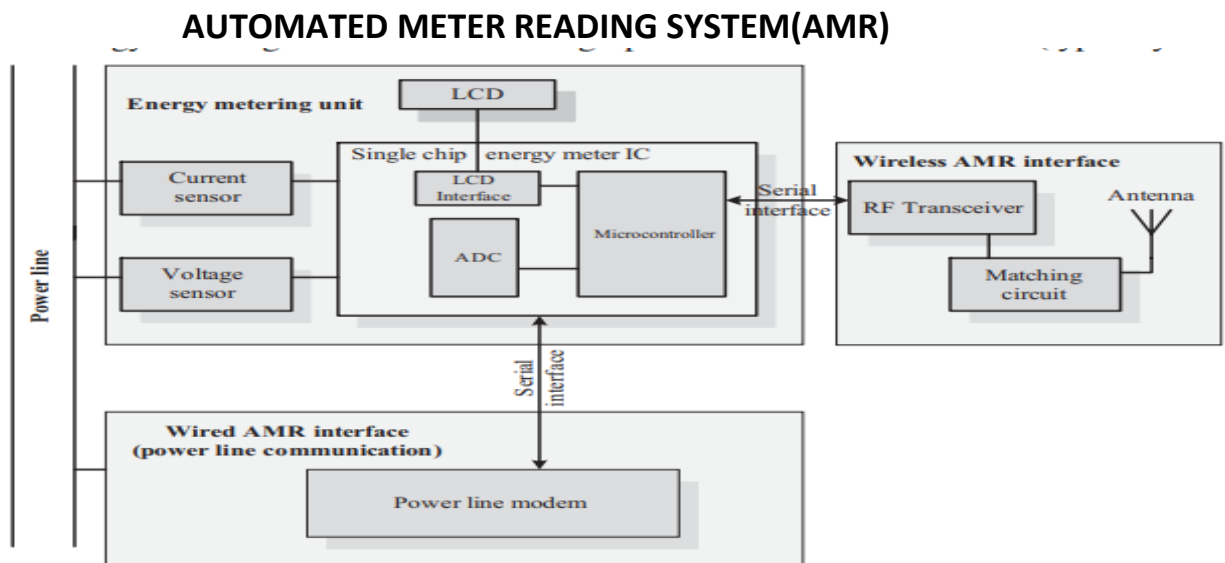 AUTOMATED METER READING SYSTEM(AMR)
Energy metering unit
LCD
Single chip energy meter IC
Current
sensor
LCD
Interface
Microcontroller
ADC
Voltage
sensor
Power line
Serial
interface
Wireless AMR interface
RF Transceiver
Antenna
Matching
circuit
Serial
interface
Wired AMR interface
(power line communication)
Power line modem